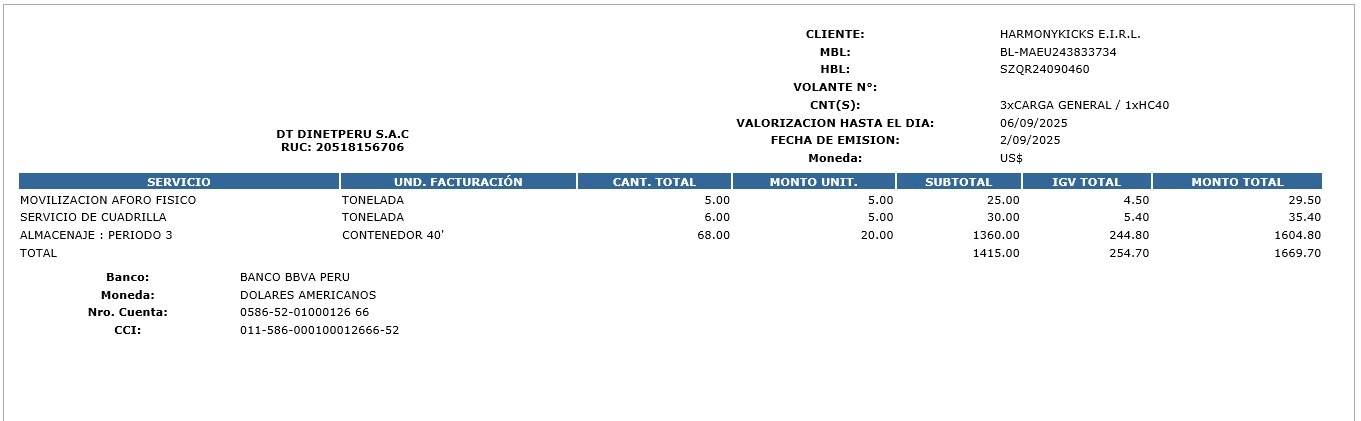 CLIENTE: HARMONYKICKS E.I.R.L.
MBL: BL-MAEU243833734
HBL: SZQR24090460
VOLANTE N°:
CNT(S): 3xCARGA GENERAL / 1xHC40
VALORIZACION HASTA EL DIA: 06/09/2025
FECHA DE EMISION: 2/09/2025
Moneda: US$
DT DINETPERU S.A.C
RUC: 20518156706
SERVICIO UND. FACTURACIÓN CANT. TOTAL MONTO UNIT. SUBTOTAL IGV TOTAL MONTO TOTAL
MOVILIZACION AFORO FISICO TONELADA 5.00 5.00 25.00 4.50 29.50
SERVICIO DE CUADRILLA TONELADA 6.00 5.00 30.00 5.40 35.40
ALMACENAJE : PERIODO 3 CONTENEDOR 40' 68.00 20.00 1360.00 244.80 1604.80
TOTAL 1415.00 254.70 1669.70
Banco: BANCO BBVA PERU
Moneda: DOLARES AMERICANOS
Nro. Cuenta: 0586-52-01000126 66
CCI: 011-586-000100012666-52